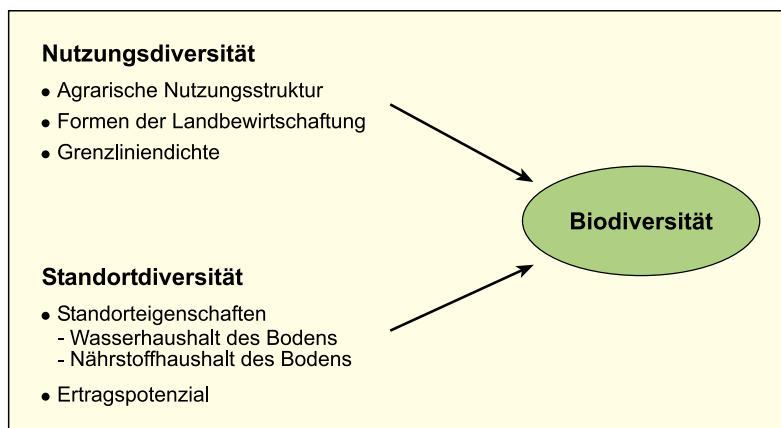 Nutzungsdiversität
• Agrarische Nutzungsstruktur
• Formen der Landbewirtschaftung
• Grenzliniendichte
Biodiversität
Standortdiversität
• Standorteigenschaften
- Wasserhaushalt des Bodens
- Nährstoffhaushalt des Bodens
• Ertragspotenzial